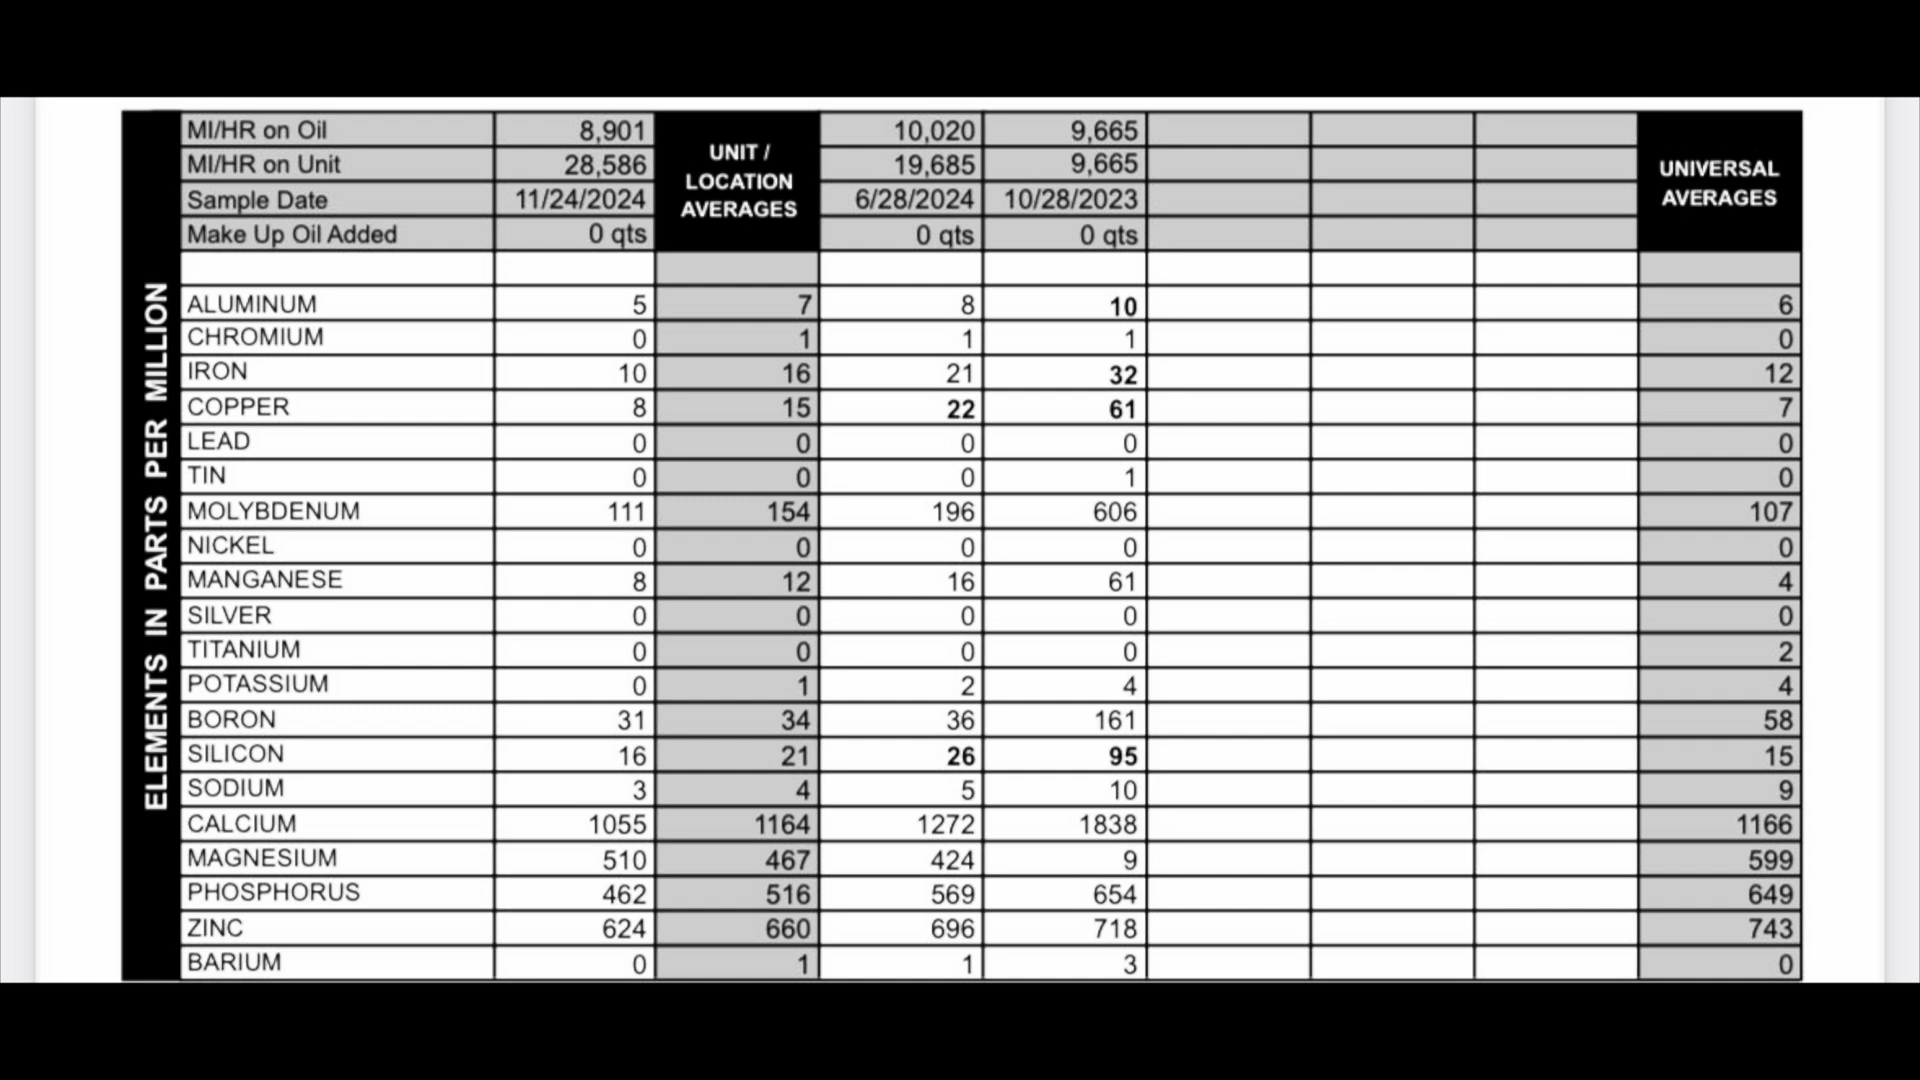 MI/HR on Oil 8,901 10,020 9,665
MI/HR on Unit 28,586 19,685 9,665
Sample Date 11/24/2024 6/28/2024 10/28/2023
Make Up Oil Added 0 qts 0 qts 0 qts
UNIT /
LOCATION
AVERAGES
UNIVERSAL
AVERAGES
ELEMENTS IN PARTS PER MILLION
ALUMINUM 5 7 8 10 6
CHROMIUM 0 1 1 1 0
IRON 10 16 21 32 12
COPPER 8 15 22 61 7
LEAD 0 0 0 0 0
TIN 0 0 0 1 0
MOLYBDENUM 111 154 196 606 107
NICKEL 0 0 0 0 0
MANGANESE 8 12 16 61 4
SILVER 0 0 0 0 0
TITANIUM 0 0 0 0 2
POTASSIUM 0 1 2 4 4
BORON 31 34 36 161 58
SILICON 16 21 26 95 15
SODIUM 3 4 5 10 9
CALCIUM 1055 1164 1272 1838 1166
MAGNESIUM 510 467 424 9 599
PHOSPHORUS 462 516 569 654 649
ZINC 624 660 696 718 743
BARIUM 0 1 1 3 0